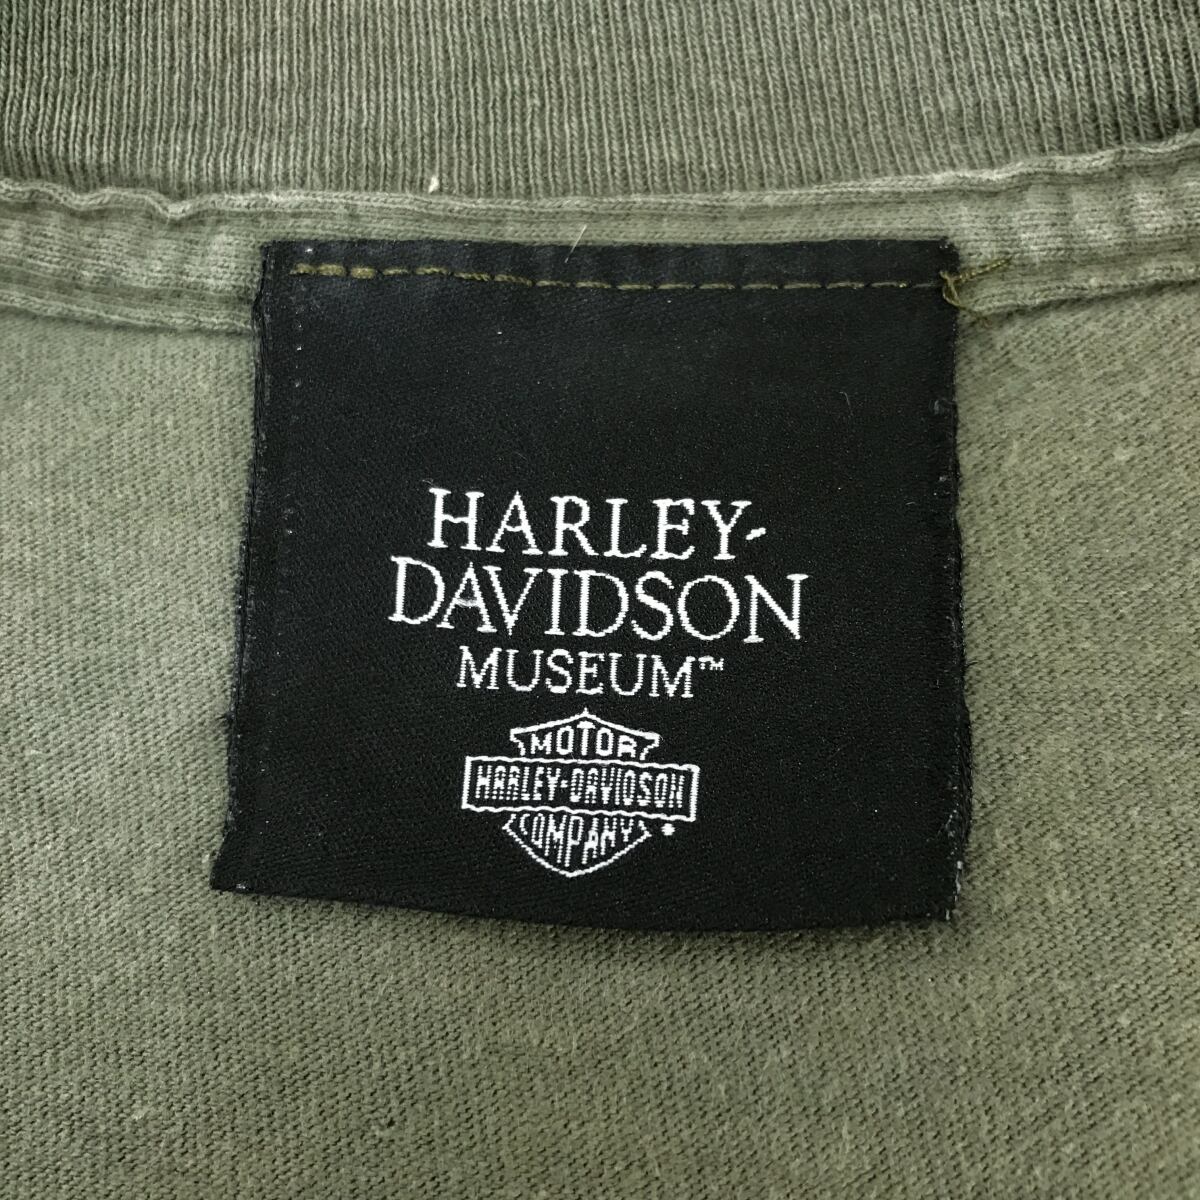 HARLEY-
DAVIDSON
MUSEUM™
MOTOR
HARLEY-DAVIDSON
COMPANY